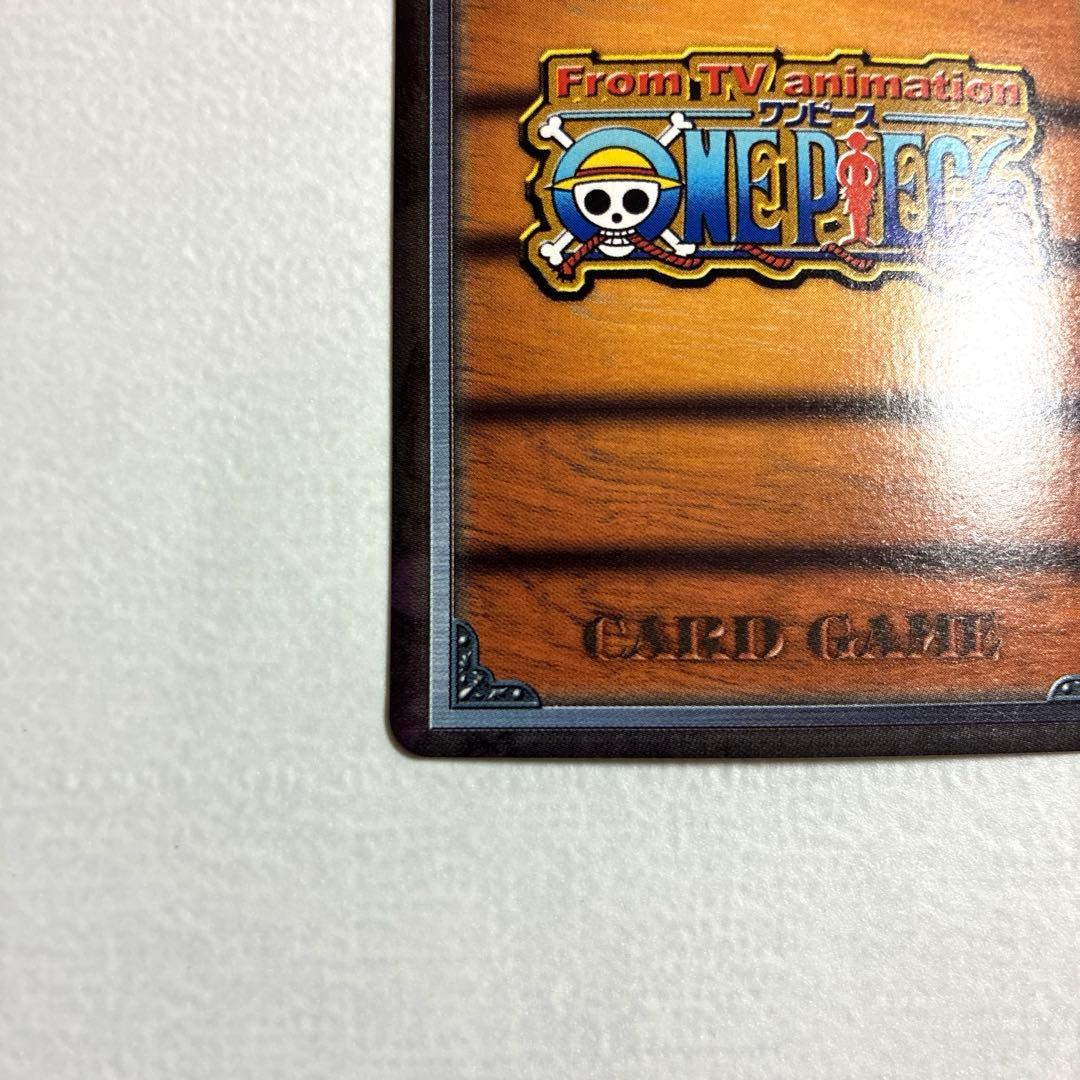 From TV animation
ワンピース
ONE PIECE
CARD GAME